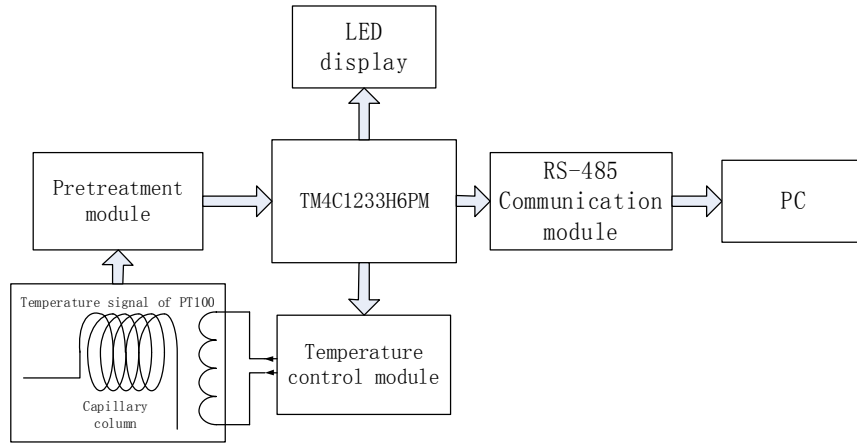 LED
display
Pretreatment
module
TM4C1233H6PM
RS-485
Communication
module
PC
Temperature signal of PT100
Capillary
column
Temperature
control module